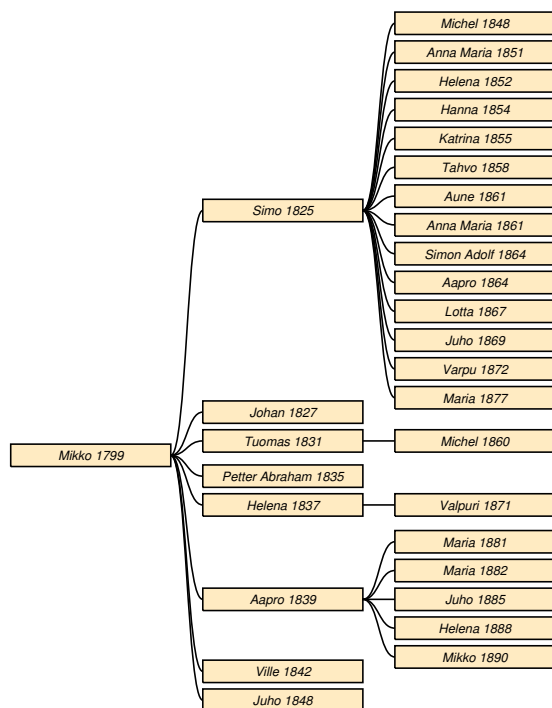 Michel 1848
Anna Maria 1851
Helena 1852
Hanna 1854
Katrina 1855
Tahvo 1858
Aune 1861
Simo 1825
Anna Maria 1861
Simon Adolf 1864
Aapro 1864
Lotta 1867
Juho 1869
Varpu 1872
Maria 1877
Johan 1827
Tuomas 1831
Michel 1860
Mikko 1799
Petter Abraham 1835
Helena 1837
Valpuri 1871
Maria 1881
Maria 1882
Aapro 1839
Juho 1885
Helena 1888
Mikko 1890
Ville 1842
Juho 1848